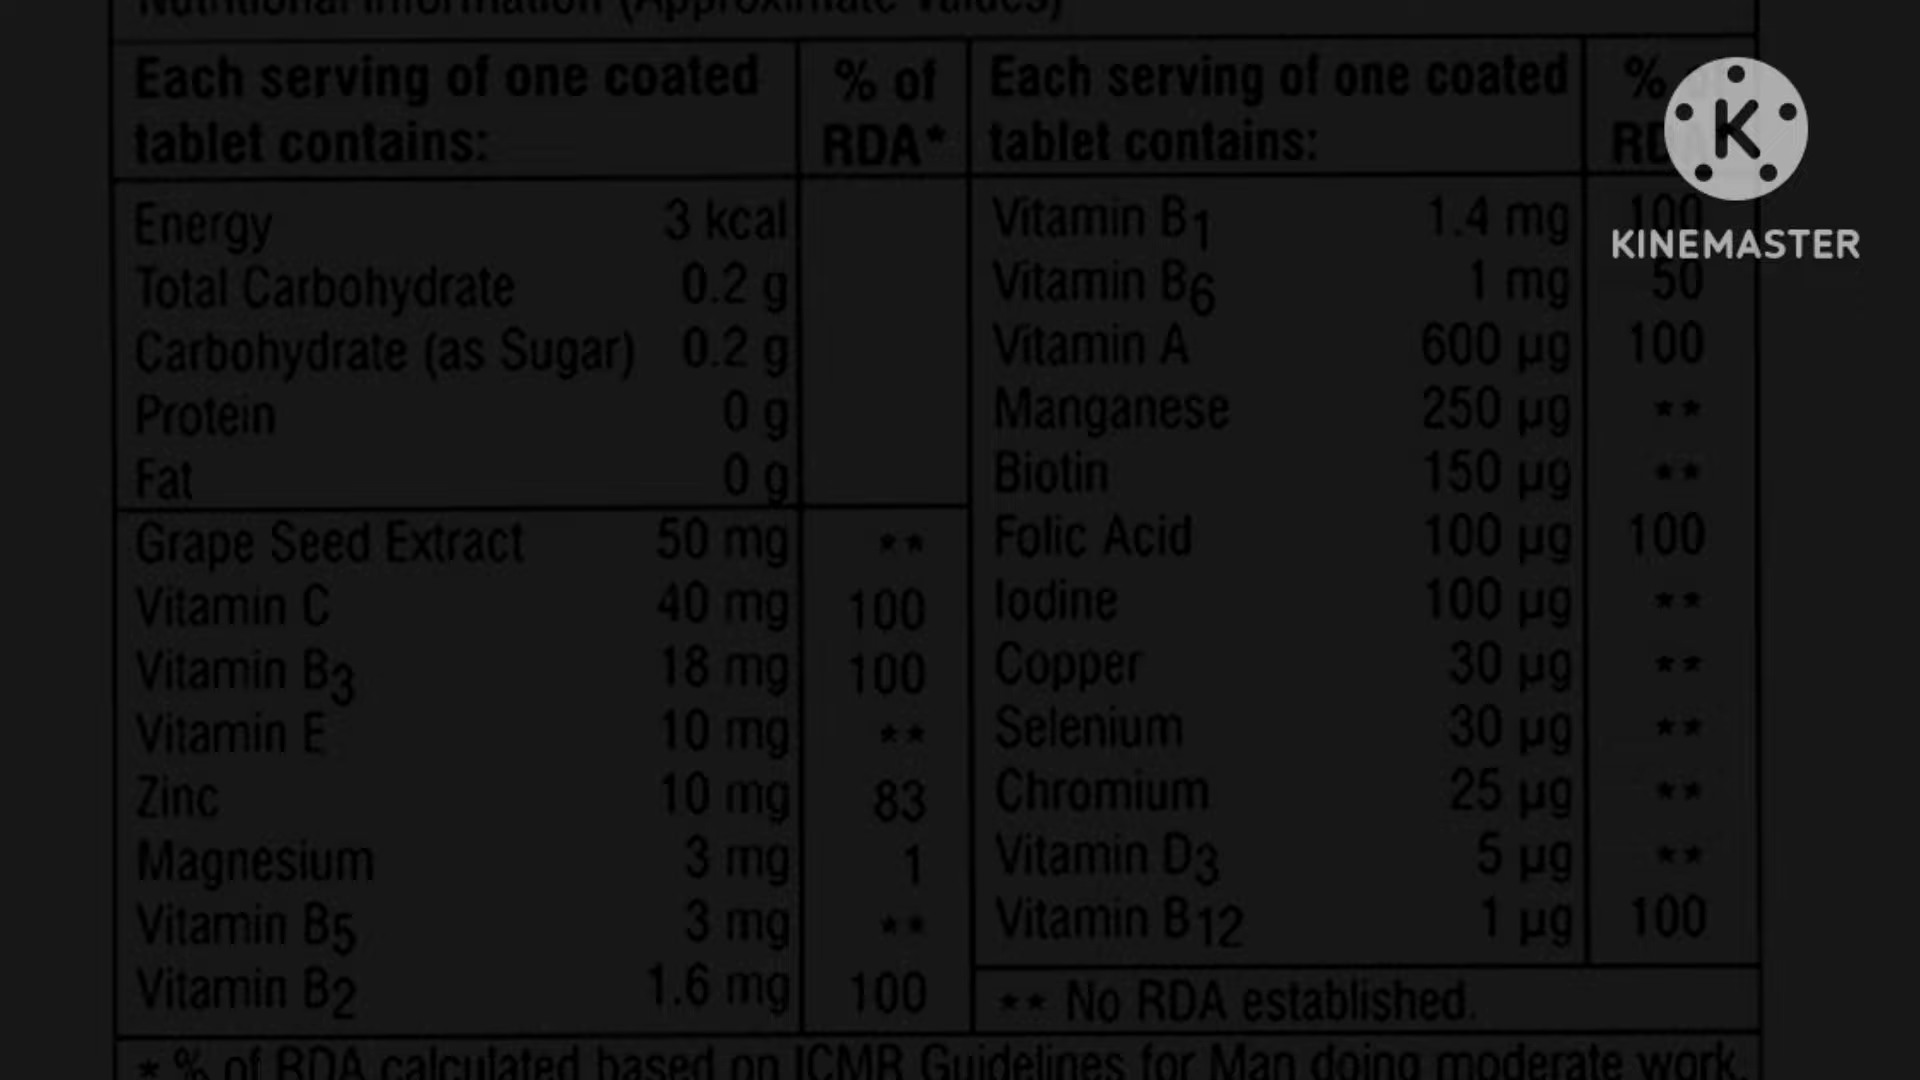 Nutritional Information (Approximate Values)
Each serving of one coated tablet contains: % of RDA*
Energy 3 kcal
Total Carbohydrate 0.2 g
Carbohydrate (as Sugar) 0.2 g
Protein 0 g
Fat 0 g
Grape Seed Extract 50 mg **
Vitamin C 40 mg 100
Vitamin B3 18 mg 100
Vitamin E 10 mg **
Zinc 10 mg 83
Magnesium 3 mg 1
Vitamin B5 3 mg **
Vitamin B2 1.6 mg 100
Each serving of one coated tablet contains: %
Vitamin B1 1.4 mg 100
Vitamin B6 1 mg 50
Vitamin A 600 µg 100
Manganese 250 µg **
Biotin 150 µg **
Folic Acid 100 µg 100
Iodine 100 µg **
Copper 30 µg **
Selenium 30 µg **
Chromium 25 µg **
Vitamin D3 5 µg **
Vitamin B12 1 µg 100
** No RDA established.
* % of RDA calculated based on ICMR Guidelines for Man doing moderate work.
K
KINEMASTER